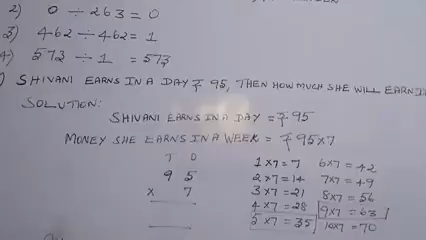 2) 0 ÷ 263 = 0
3) 462 ÷ 462 = 1
4) 573 ÷ 1 = 573
) SHIVANI EARNS IN A DAY ₹ 95, THEN HOW MUCH SHE WILL EARN I
SOLUTION:
SHIVANI EARNS IN A DAY = ₹95
MONEY SHE EARNS IN A WEEK = ₹95×7
T O
9 5
× 7
1×7=7 6×7=42
2×7=14 7×7=49
3×7=21 8×7=56
4×7=28 9×7=63
5×7=35 10×7=70